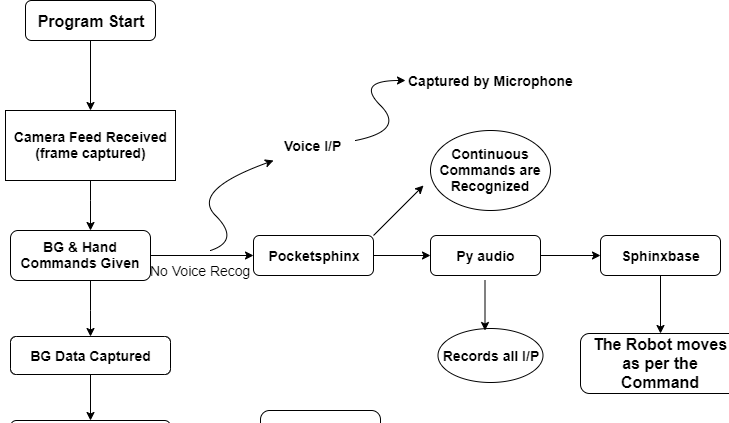 Program Start
Captured by Microphone
Camera Feed Received
(frame captured)
Voice I/P
Continuous
Commands are
Recognized
BG & Hand
Commands Given
No Voice Recog
Pocketsphinx
Py audio
Sphinxbase
BG Data Captured
Records all I/P
The Robot moves
as per the
Command